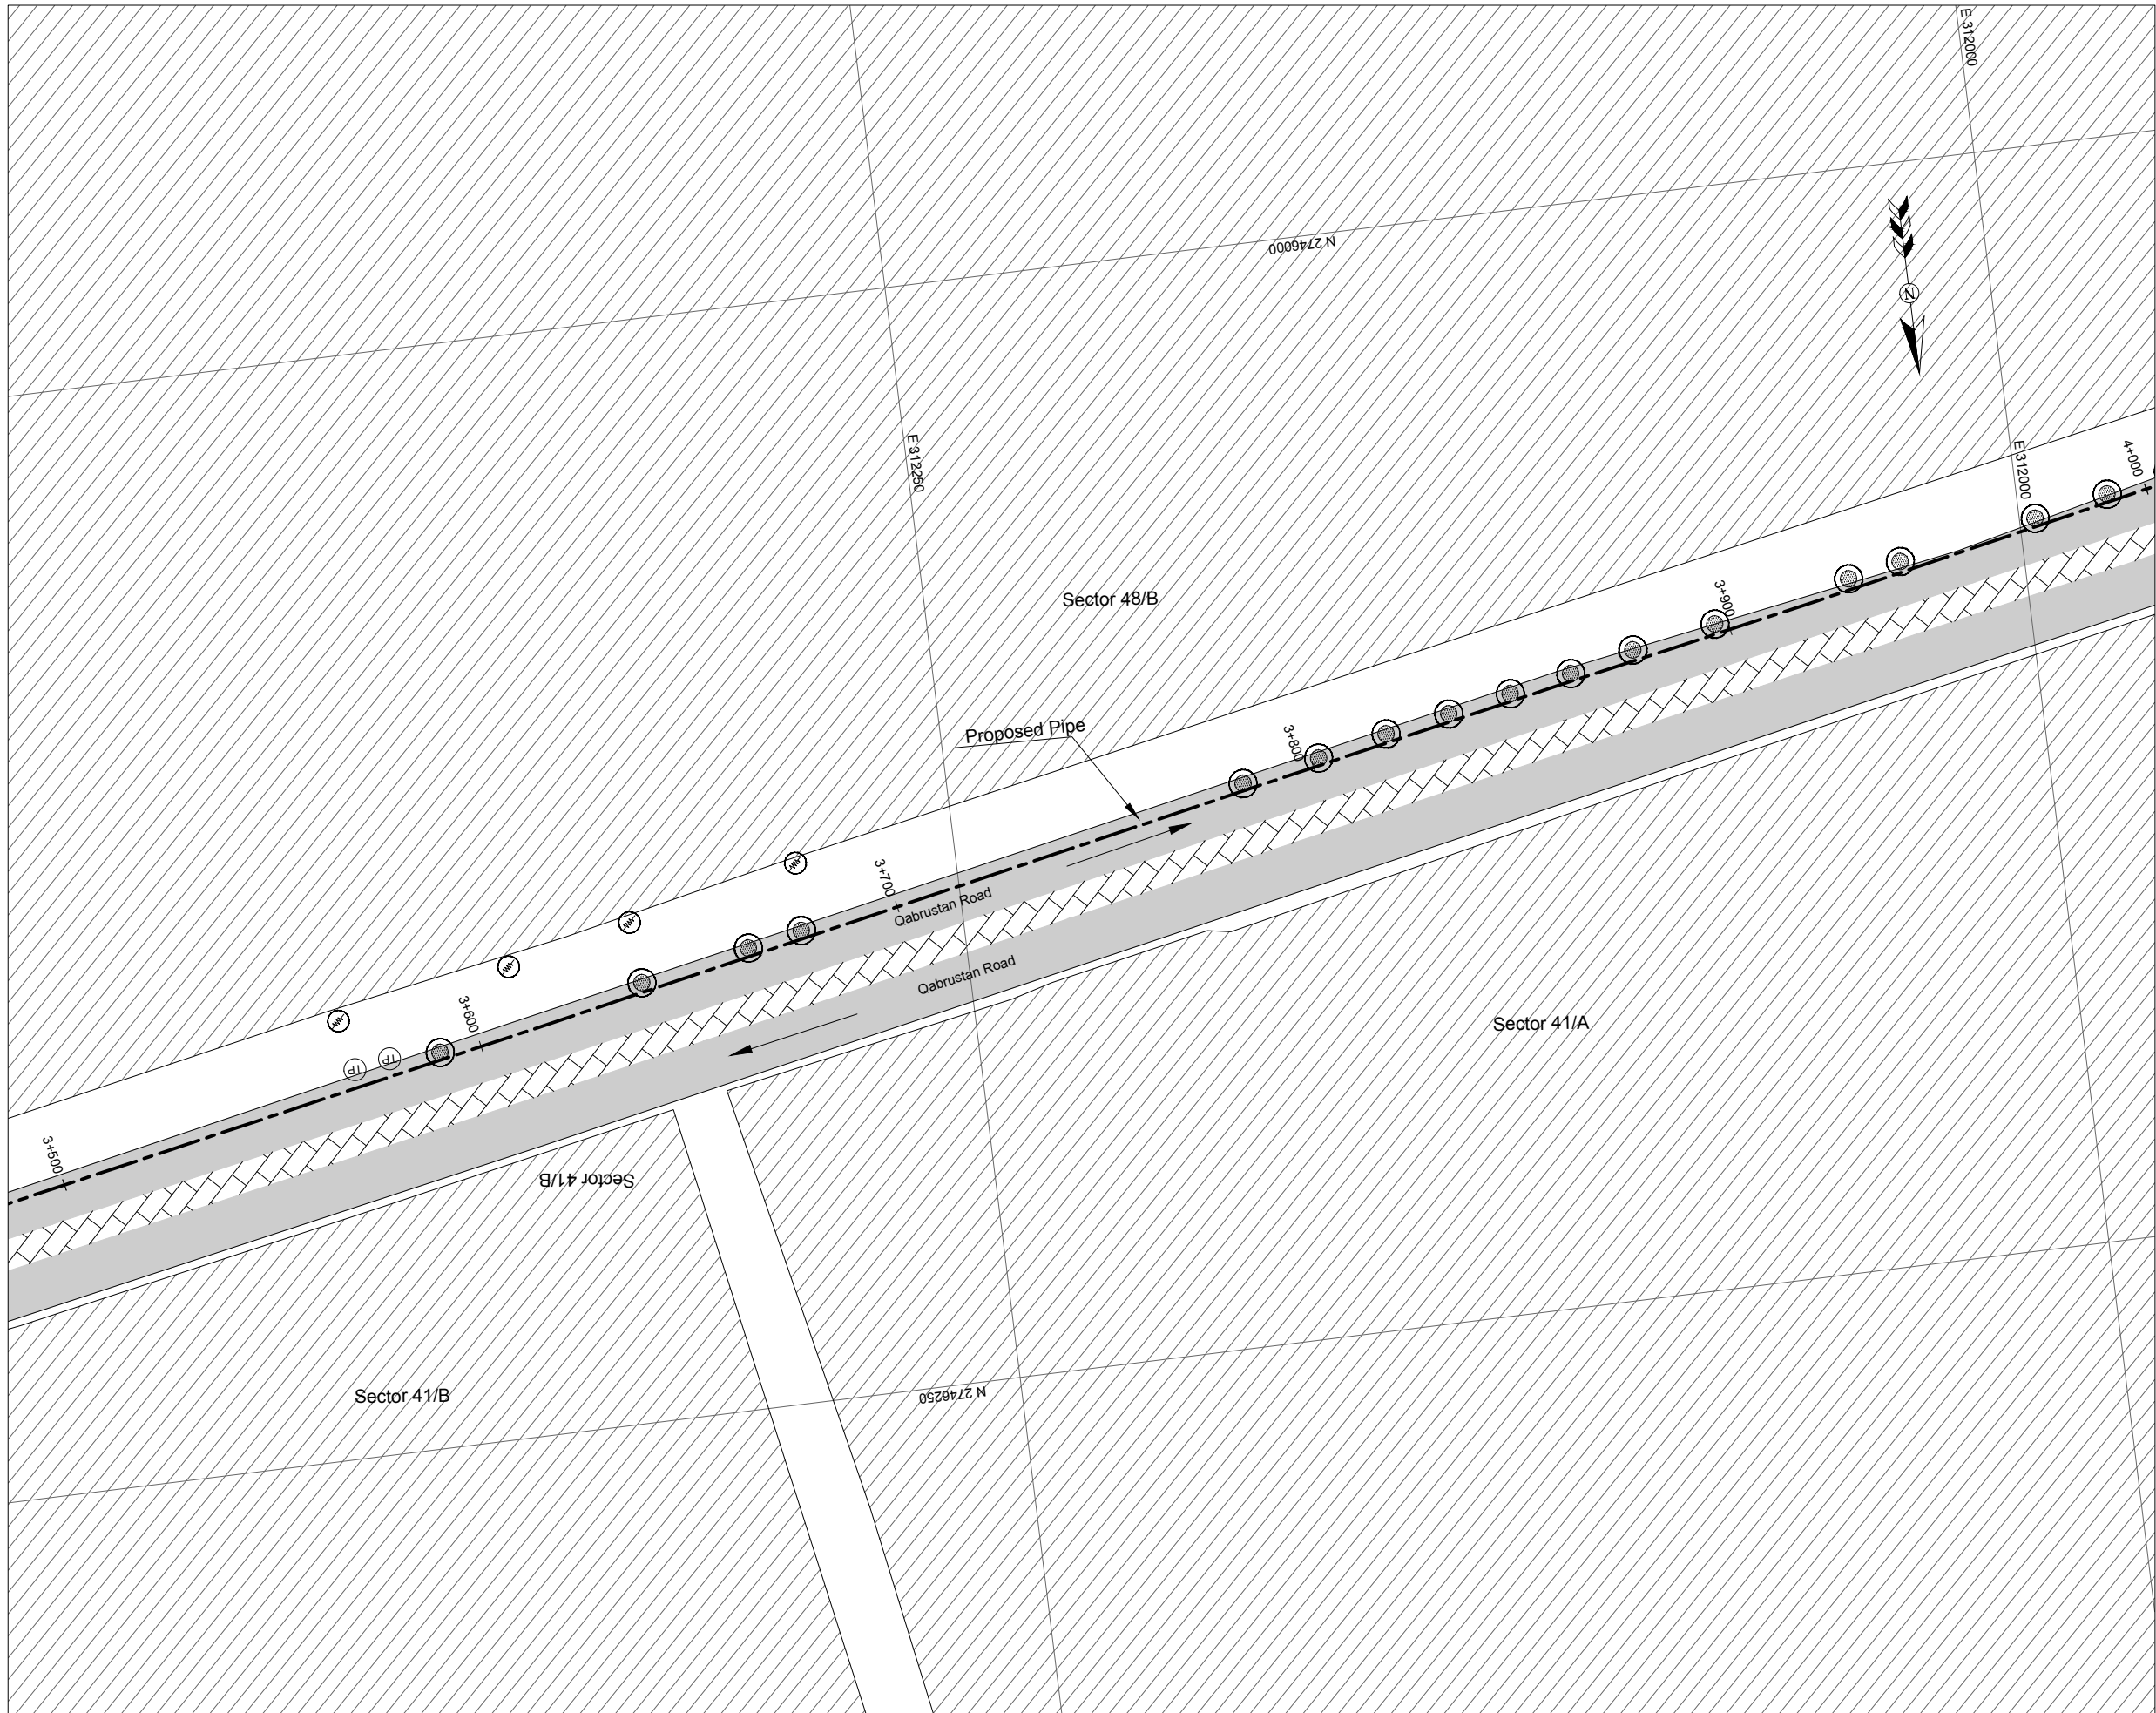 E 312000
N 2746000
N
E 312250
E 312000
4+000
Sector 48/B
3+900
Proposed Pipe
3+800
3+700
Qabrustan Road
Qabrustan Road
3+600
Sector 41/A
TP
TP
3+500
Sector 41/B
Sector 41/B
N 2746250